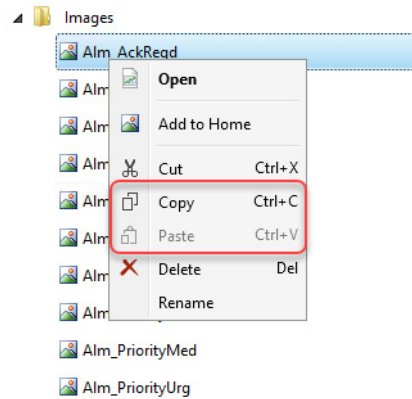 Images
Alm_AckReqd
Alm
Open
Alm
Add to Home
Alm
Cut Ctrl+X
Alm
Copy Ctrl+C
Alm
Paste Ctrl+V
Alm
Delete Del
Alm
Rename
Alm_PriorityMed
Alm_PriorityUrg